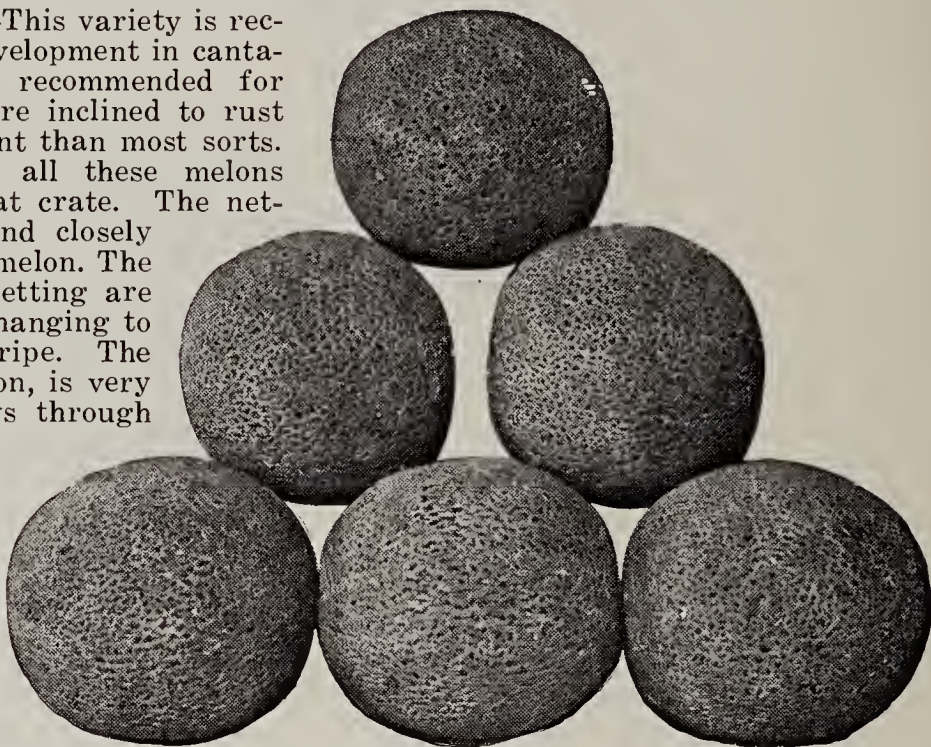 -This variety is rec-
velopment in canta-
recommended for
re inclined to rust
nt than most sorts.
all these melons
at crate. The net-
nd closely
melon. The
etting are
hanging to
ripe. The
on, is very
s through